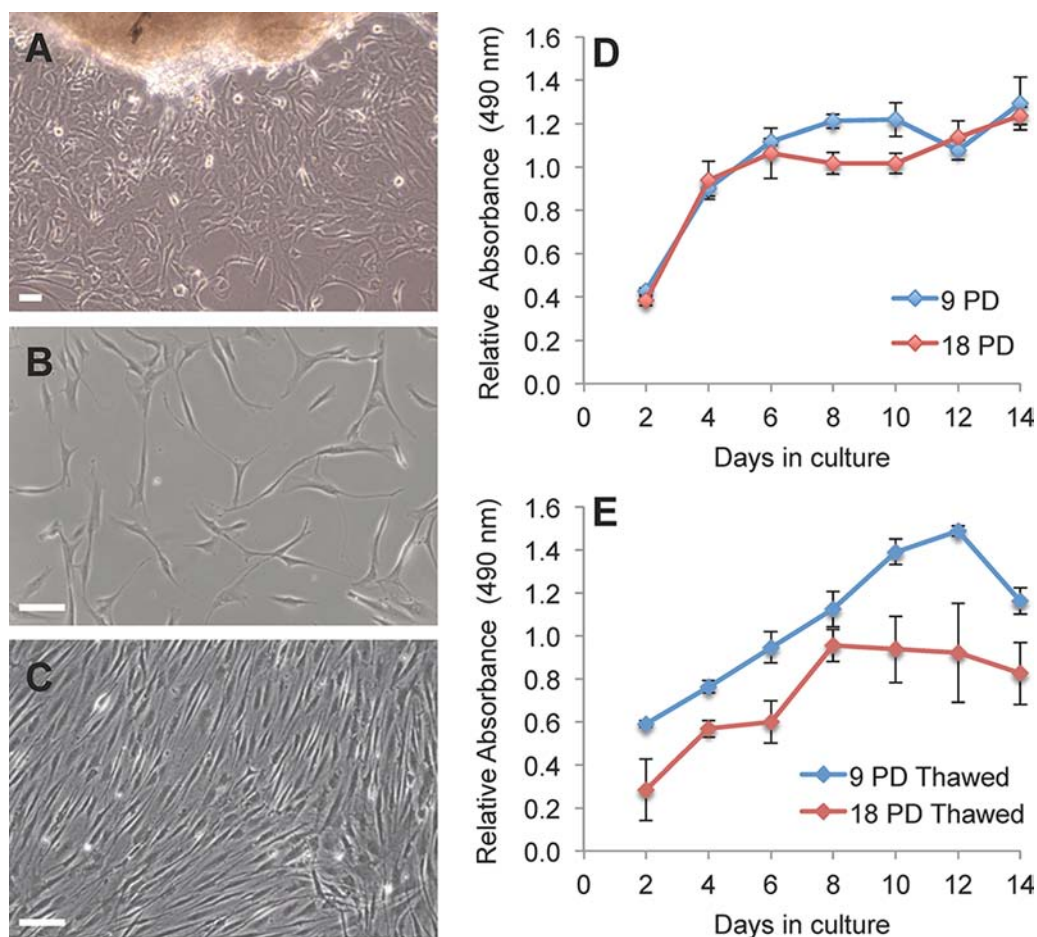 A
B
C
D
Relative Absorbance (490 nm)
1.6
1.4
1.2
1.0
0.8
0.6
0.4
0.2
0.0
0 2 4 6 8 10 12 14
Days in culture
9 PD
18 PD
E
Relative Absorbance (490 nm)
1.6
1.4
1.2
1.0
0.8
0.6
0.4
0.2
0.0
0 2 4 6 8 10 12 14
Days in culture
9 PD Thawed
18 PD Thawed